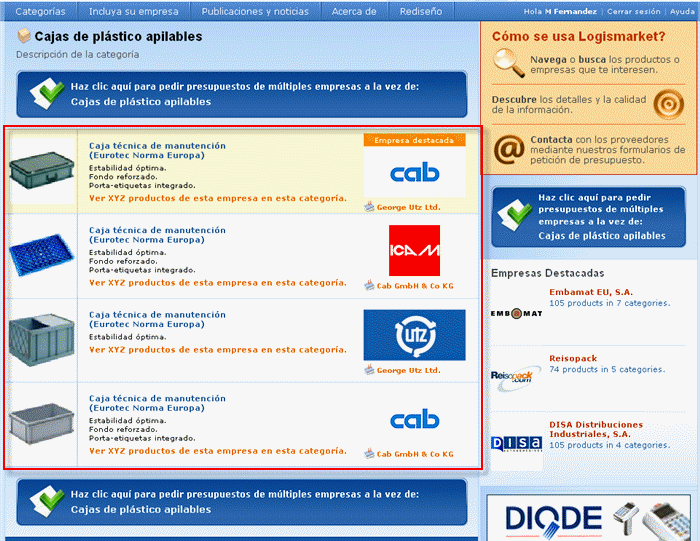 Categorías
Incluya su empresa
Publicaciones y noticias
Acerca de
Rediseño
Hola M Fernandez | Cerrar sesión | Ayuda
Cajas de plástico apilables
Descripción de la categoría
Haz clic aquí para pedir presupuestos de múltiples empresas a la vez de:
Cajas de plástico apilables
Caja técnica de manutención
(Eurotec Norma Europa)
Estabilidad óptima.
Fondo reforzado.
Porta-etiquetas integrado.
Ver XYZ productos de esta empresa en esta categoría.
Empresa destacada
cab
George Utz Ltd.
Caja técnica de manutención
(Eurotec Norma Europa)
Estabilidad óptima.
Fondo reforzado.
Porta-etiquetas integrado.
Ver XYZ productos de esta empresa en esta categoría.
ICAM
Cab GmbH & Co KG
Caja técnica de manutención
(Eurotec Norma Europa)
Estabilidad óptima.
Ver XYZ productos de esta empresa en esta categoría.
UTZ
George Utz Ltd.
Caja técnica de manutención
(Eurotec Norma Europa)
Estabilidad óptima.
Fondo reforzado.
Porta-etiquetas integrado.
Ver XYZ productos de esta empresa en esta categoría.
cab
Cab GmbH & Co KG
Haz clic aquí para pedir presupuestos de múltiples empresas a la vez de:
Cajas de plástico apilables
Cómo se usa Logismarket?
Navega o busca los productos o
empresas que te interesen.
Descubre los detalles y la calidad
de la información.
@
Contacta con los proveedores
mediante nuestros formularios de
petición de presupuesto.
Haz clic aquí para pedir
presupuestos de múltiples
empresas a la vez de:
Cajas de plástico apilables
Empresas Destacadas
EMBOMAT
Embamat EU, S.A.
105 products in 7 categories.
Reisopack.com
Reisopack
74 products in 5 categories.
DISA
DISA Distribuciones
Industriales, S.A.
105 products in 4 categories.
DIODE